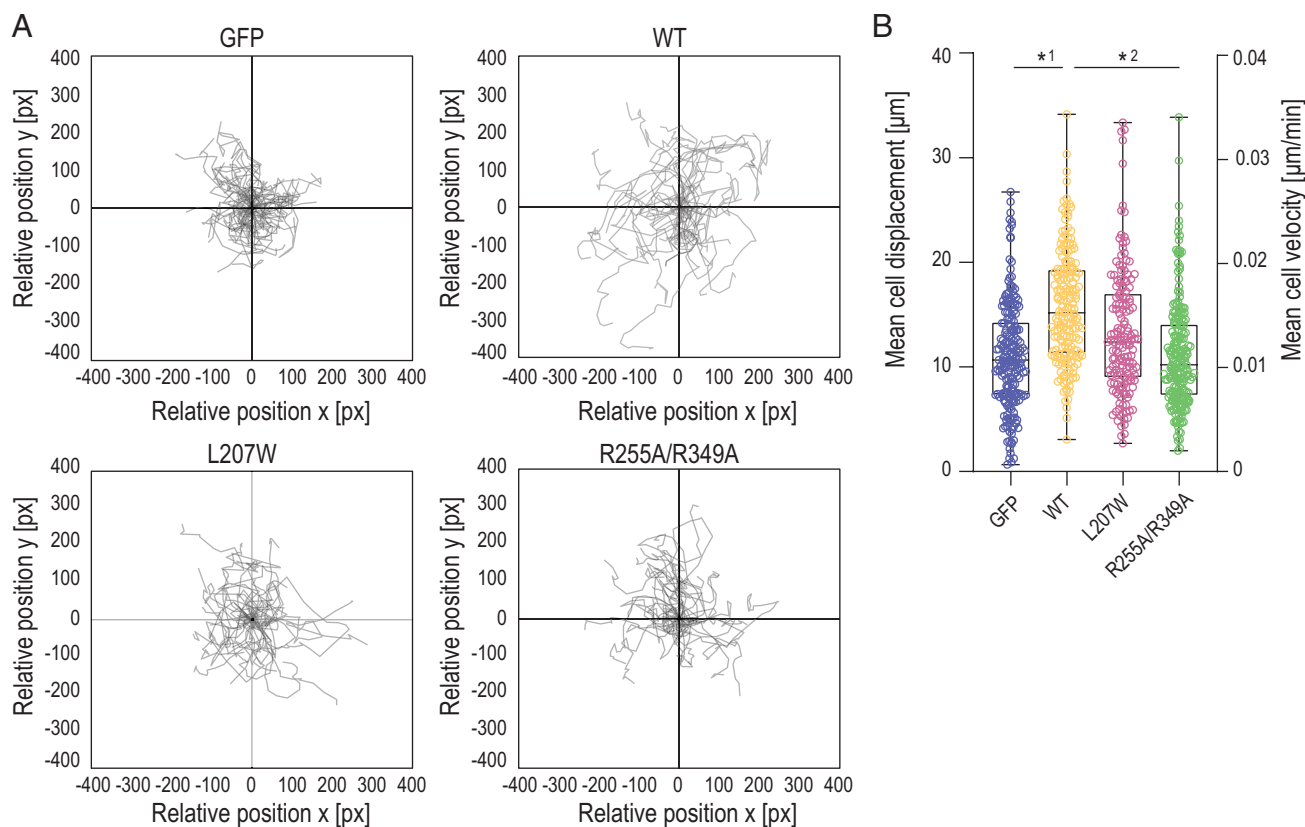 A
GFP
400
300
200
100
0
-100
-200
-300
-400
-400 -300 -200 -100 0 100 200 300 400
Relative position y [px]
Relative position x [px]
WT
400
300
200
100
0
-100
-200
-300
-400
-400 -300 -200 -100 0 100 200 300 400
Relative position y [px]
Relative position x [px]
L207W
400
300
200
100
0
-100
-200
-300
-400
-400 -300 -200 -100 0 100 200 300 400
Relative position y [px]
Relative position x [px]
R255A/R349A
400
300
200
100
0
-100
-200
-300
-400
-400 -300 -200 -100 0 100 200 300 400
Relative position y [px]
Relative position x [px]
B
*1
*2
Mean cell displacement [µm]
40
30
20
10
0
Mean cell velocity [µm/min]
0.04
0.03
0.02
0.01
0
GFP
WT
L207W
R255A/R349A